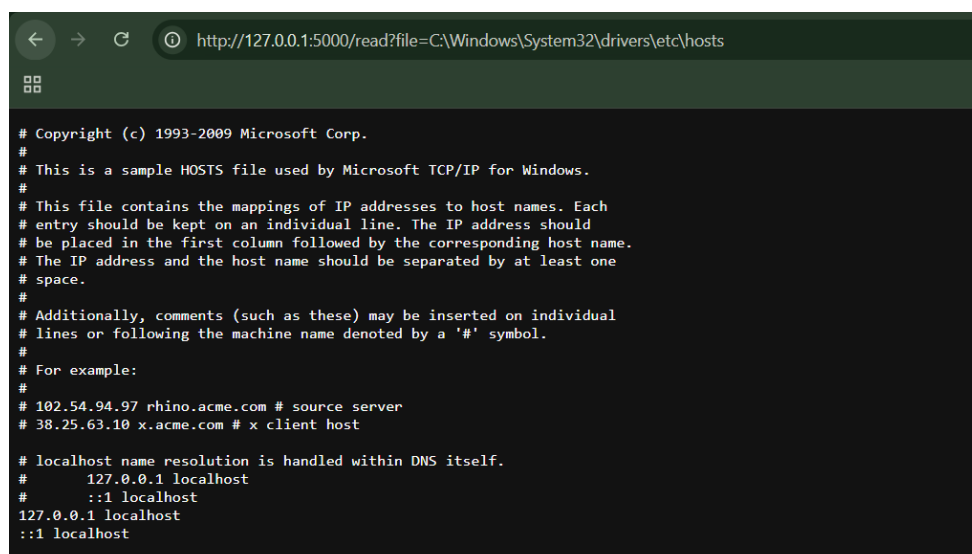 http://127.0.0.1:5000/read?file=C:\Windows\System32\drivers\etc\hosts
# Copyright (c) 1993-2009 Microsoft Corp.
#
# This is a sample HOSTS file used by Microsoft TCP/IP for Windows.
#
# This file contains the mappings of IP addresses to host names. Each
# entry should be kept on an individual line. The IP address should
# be placed in the first column followed by the corresponding host name.
# The IP address and the host name should be separated by at least one
# space.
#
# Additionally, comments (such as these) may be inserted on individual
# lines or following the machine name denoted by a '#' symbol.
#
# For example:
#
# 102.54.94.97 rhino.acme.com # source server
# 38.25.63.10 x.acme.com # x client host

# localhost name resolution is handled within DNS itself.
#       127.0.0.1 localhost
#       ::1 localhost
127.0.0.1 localhost
::1 localhost